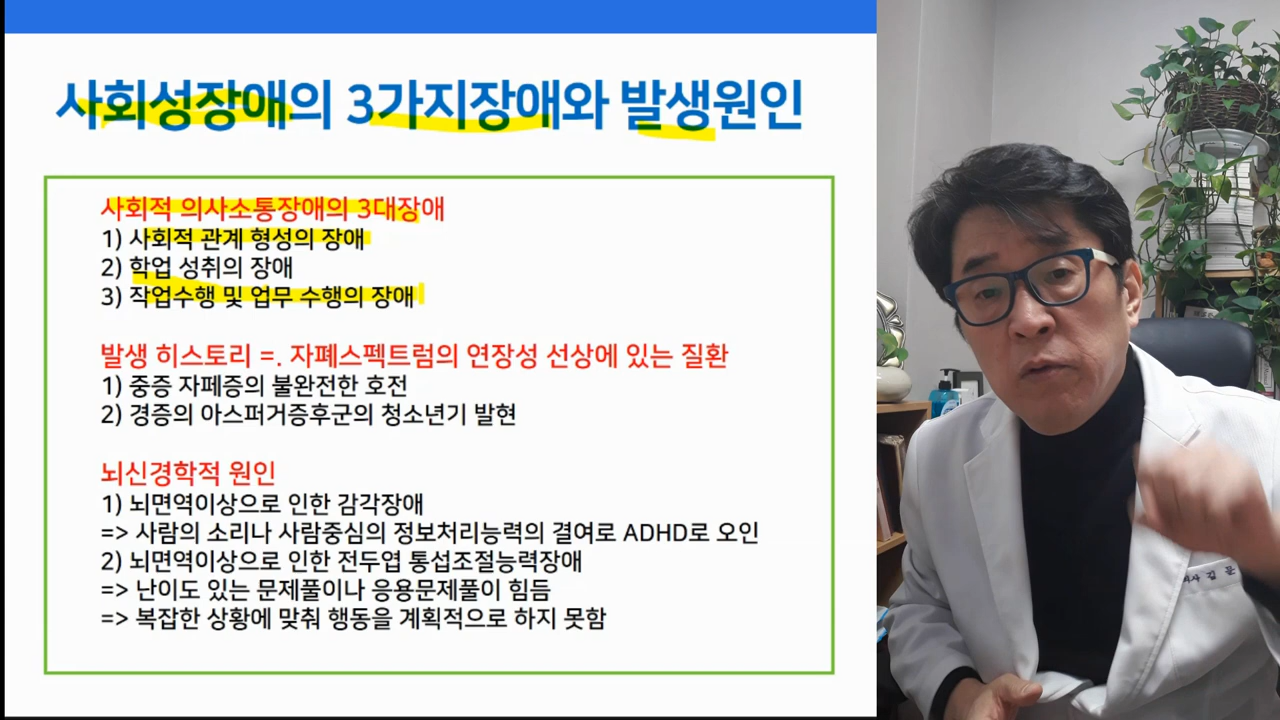 사회성장애의 3가지장애와 발생원인
사회적 의사소통장애의 3대장애
1) 사회적 관계 형성의 장애
2) 학업 성취의 장애
3) 작업수행 및 업무 수행의 장애
발생 히스토리 =. 자폐스펙트럼의 연장성 선상에 있는 질환
1) 중증 자페증의 불완전한 호전
2) 경증의 아스퍼거증후군의 청소년기 발현
뇌신경학적 원인
1) 뇌면역이상으로 인한 감각장애
=> 사람의 소리나 사람중심의 정보처리능력의 결여로 ADHD로 오인
2) 뇌면역이상으로 인한 전두엽 통섭조절능력장애
=> 난이도 있는 문제풀이나 응용문제풀이 힘듬
=> 복잡한 상황에 맞춰 행동을 계획적으로 하지 못함